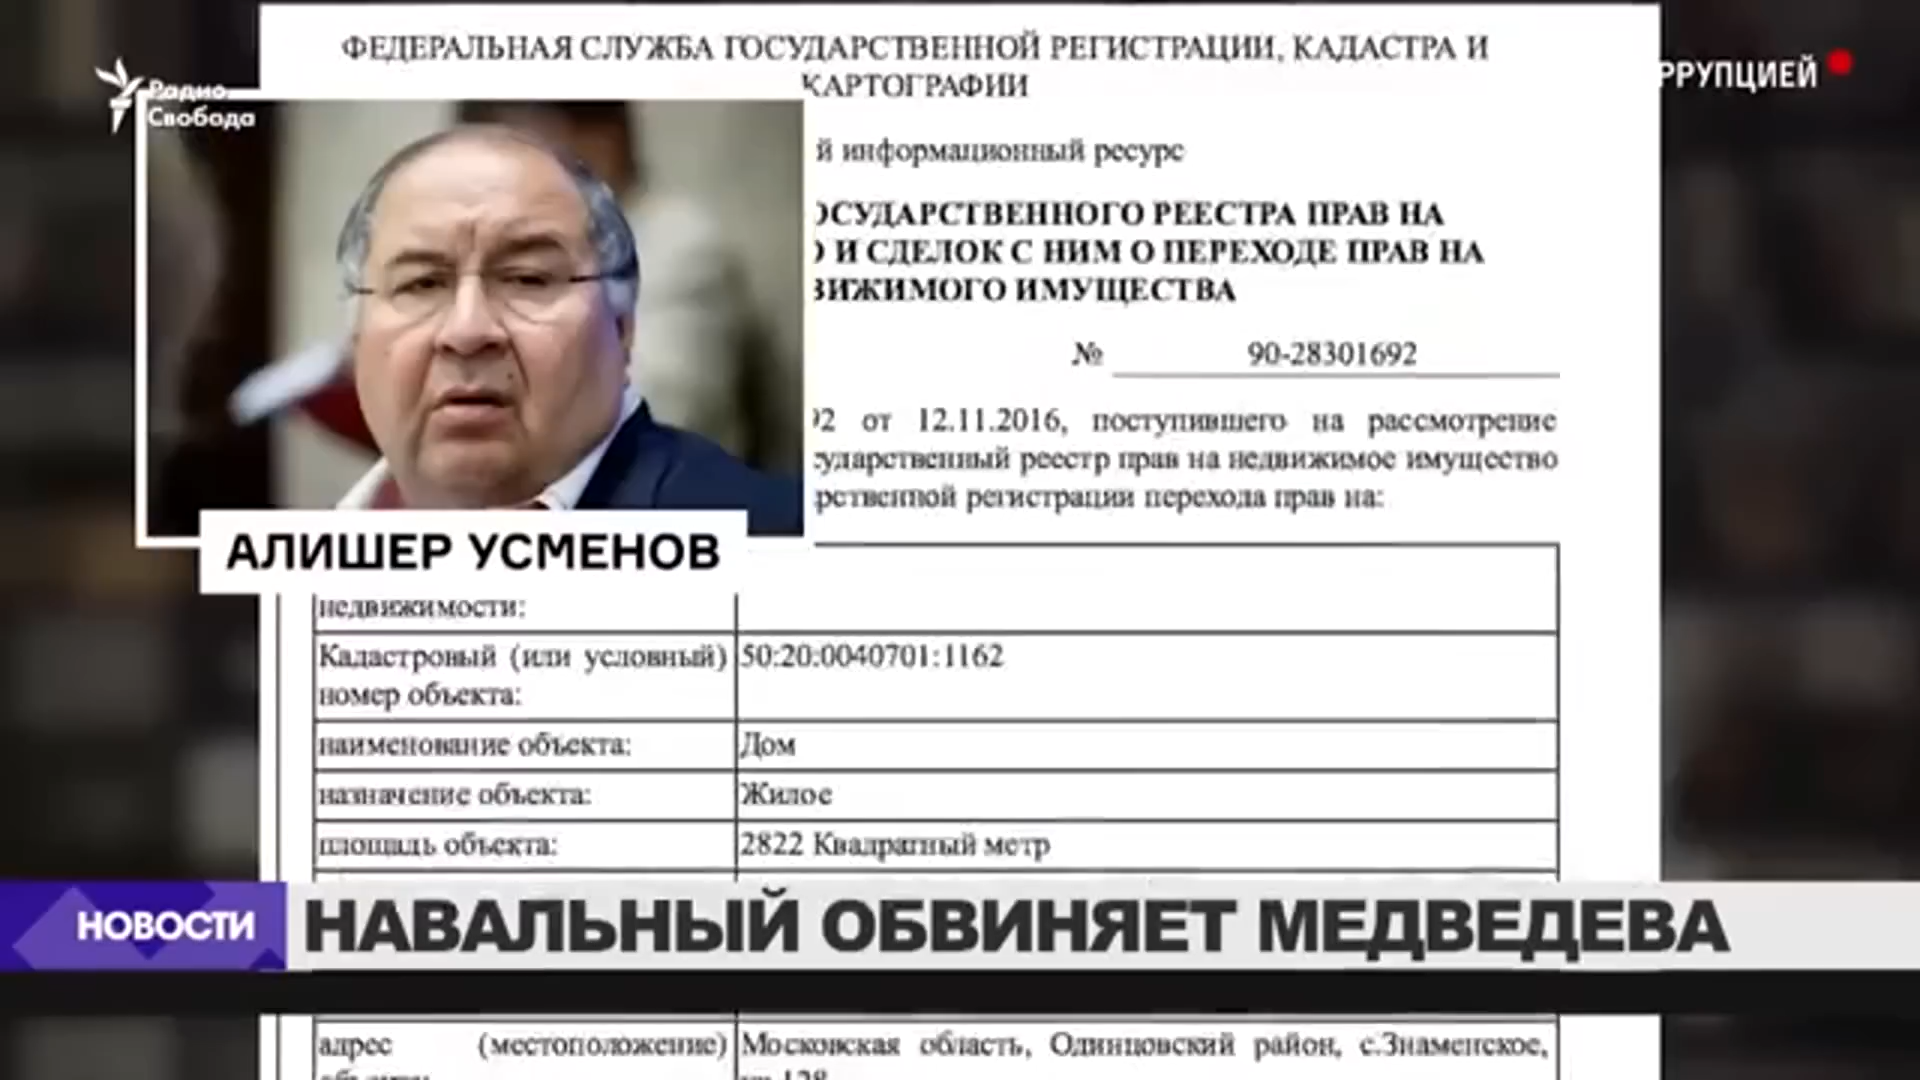 ФЕДЕРАЛЬНАЯ СЛУЖБА ГОСУДАРСТВЕННОЙ РЕГИСТРАЦИИ, КАДАСТРА И
КАРТОГРАФИИ
Радио
Свобода
РРУПЦИЕЙ
й информационный ресурс
ОСУДАРСТВЕННОГО РЕЕСТРА ПРАВ НА
О И СДЕЛОК С НИМ О ПЕРЕХОДЕ ПРАВ НА
ВИЖИМОГО ИМУЩЕСТВА
№ 90-28301692
92 от 12.11.2016, поступившего на рассмотрение
сударственный реестр прав на недвижимое имущество
рственной регистрации перехода прав на:
АЛИШЕР УСМЕНОВ
недвижимости:
Кадастровый (или условный) 50:20:0040701:1162
номер объекта:
наименование объекта: Дом
назначение объекта: Жилое
площадь объекта: 2822 Квадратный метр
НОВОСТИ НАВАЛЬНЫЙ ОБВИНЯЕТ МЕДВЕДЕВА
адрес (местоположение) Московская область, Одинцовский район, с.Знаменское,